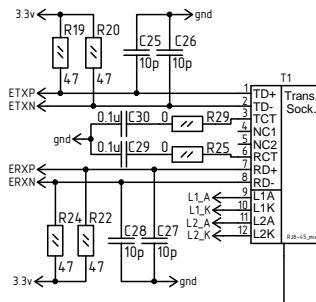 3.3v gnd
R19 R20 C25 C26
47 47 10p 10p
T1
ETXP 1 TD+ Trans.
ETXN 2 TD- Sock.
0.1u C30 0 R29 3 TCT
4 NC1
gnd 5 NC2
0.1u C29 0 R25 6 RCT
ERXP 7 RD+
ERXN 8 RD-
L1_A 9 L1A
L1_K 10 L1K
L2_A 11 L2A
L2_K 12 L2K
R24 R22 C28 C27
47 47 10p 10p
3.3v gnd